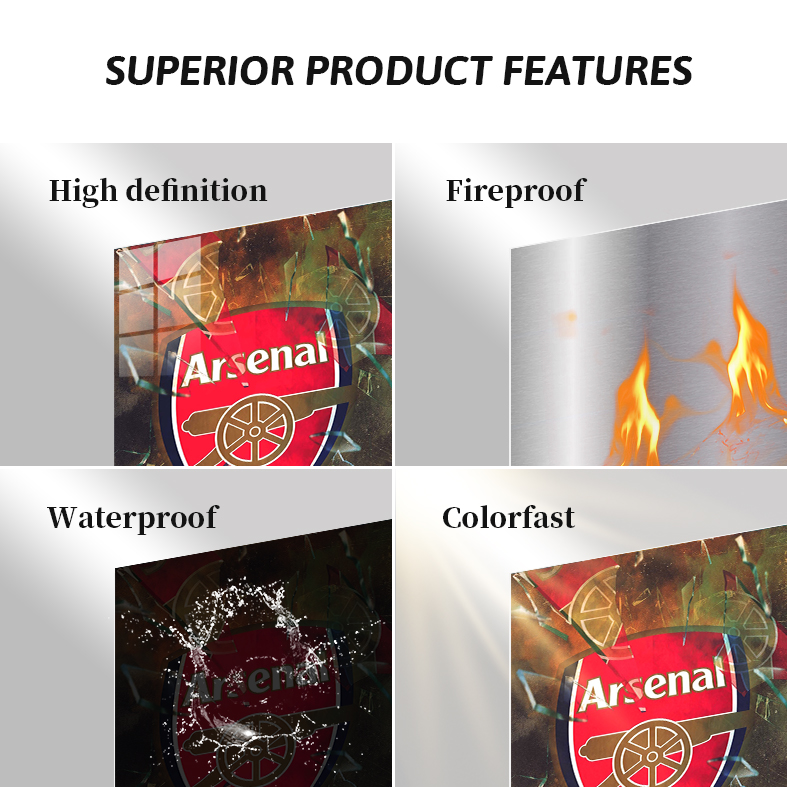 SUPERIOR PRODUCT FEATURES
High definition
Fireproof
Arsenal
Waterproof
Colorfast
Arsenal
Arsenal